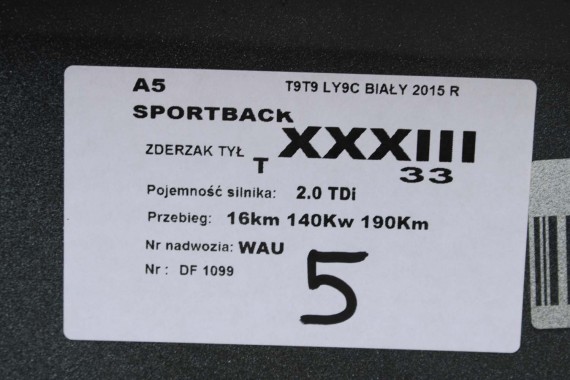 A5 T9T9 LY9C BIAŁY 2015 R
SPORTBACK
ZDERZAK TYŁ T XXXIII
33
Pojemność silnika: 2.0 TDi
Przebieg: 16km 140Kw 190Km
Nr nadwozia: WAU
Nr : DF 1099
5